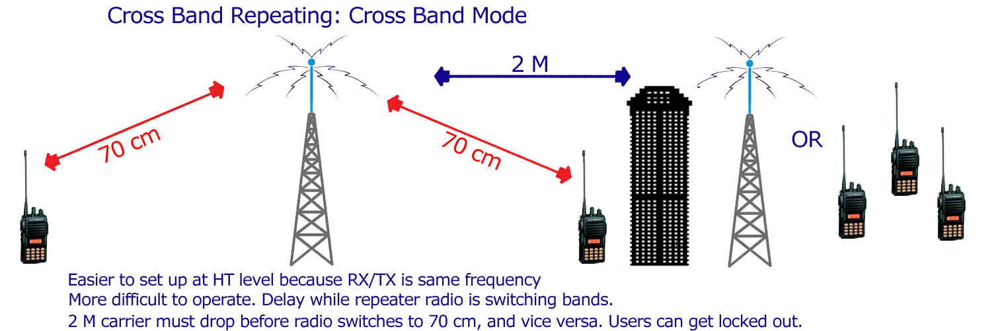 Cross Band Repeating: Cross Band Mode
2 M
70 cm
70 cm
OR
Easier to set up at HT level because RX/TX is same frequency
More difficult to operate. Delay while repeater radio is switching bands.
2 M carrier must drop before radio switches to 70 cm, and vice versa. Users can get locked out.